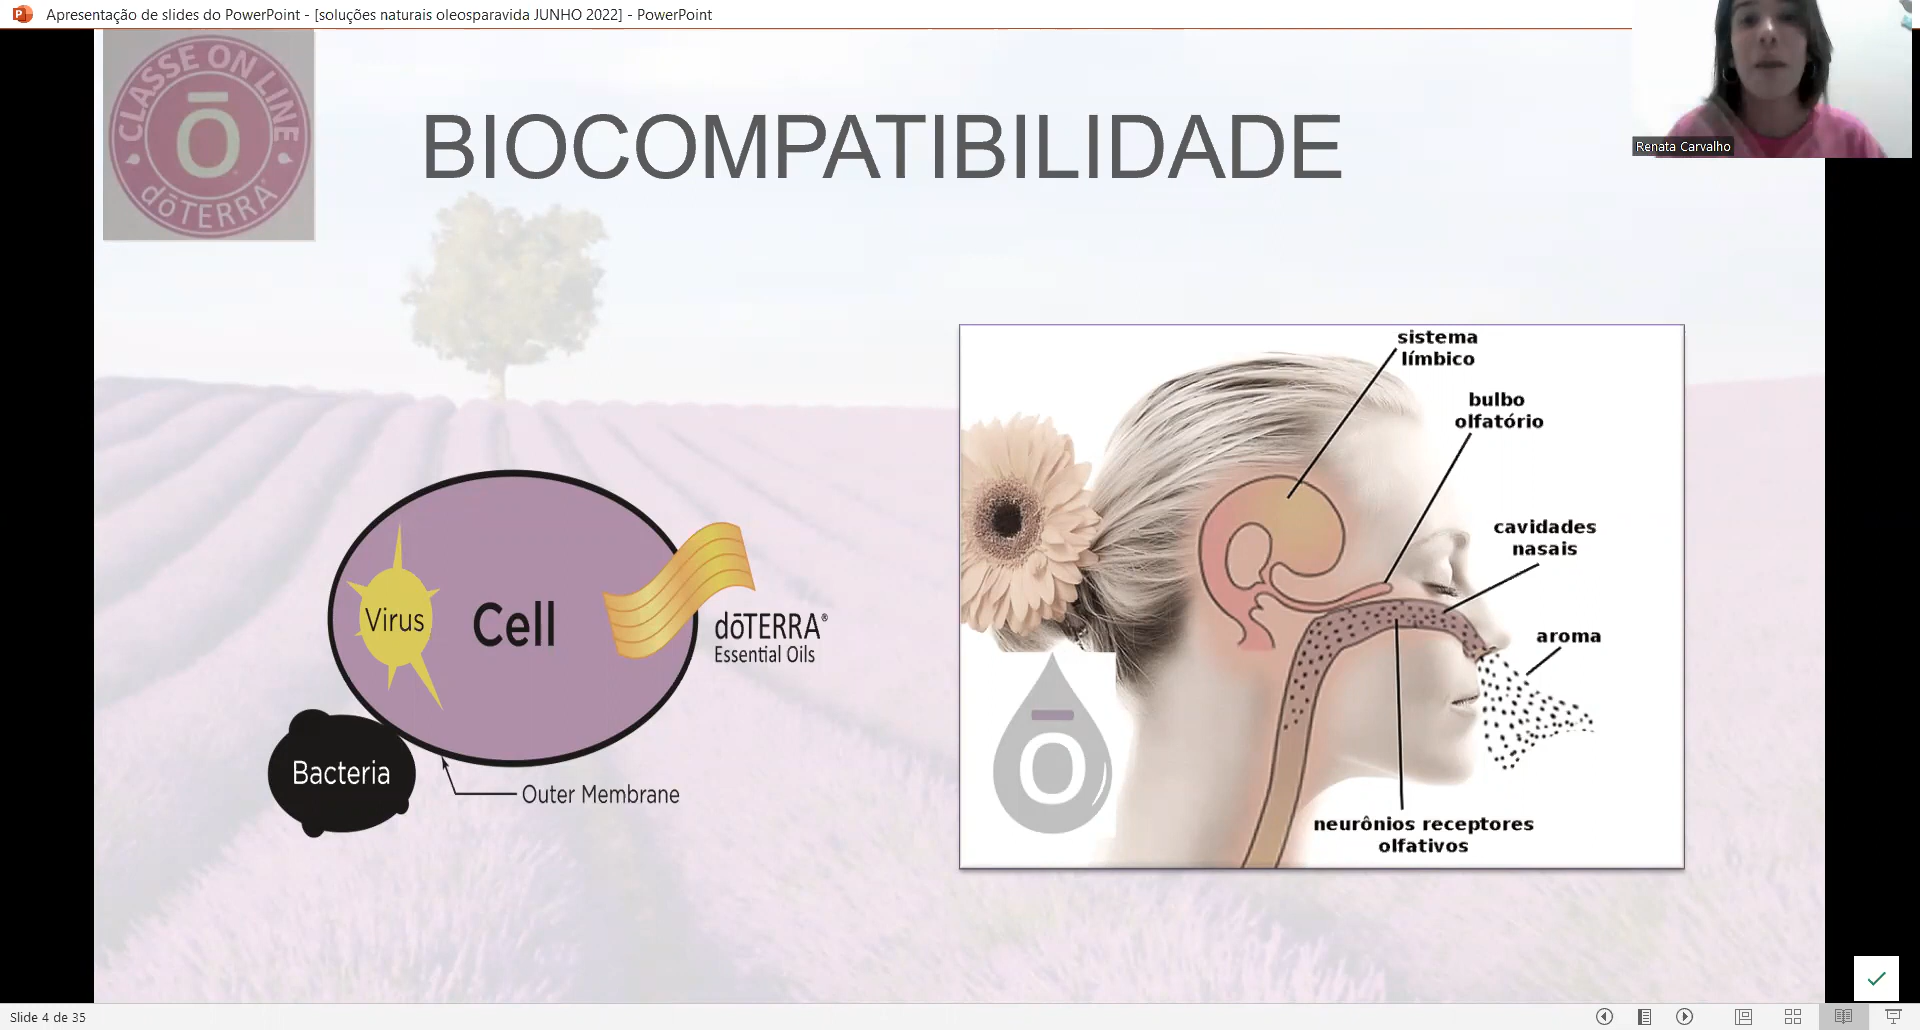 Apresentação de slides do PowerPoint - [soluções naturais oleosparavida JUNHO 2022] - PowerPoint
CLASSE ON LINE
Ō
dōTERRA
BIOCOMPATIBILIDADE
Renata Carvalho
sistema
límbico
bulbo
olfatório
cavidades
nasais
aroma
neurônios receptores
olfativos
Ō
Virus
Cell
dōTERRA®
Essential Oils
Bacteria
Outer Membrane
Slide 4 de 35